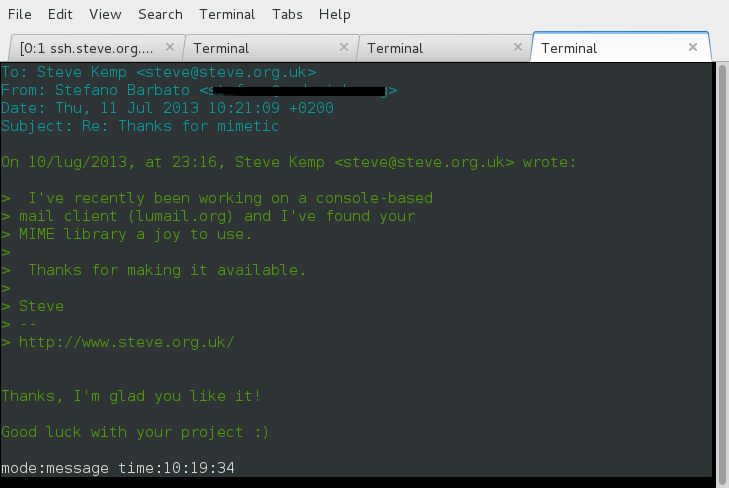 File Edit View Search Terminal Tabs Help
[0:1 ssh.steve.org.... × Terminal × Terminal × Terminal ×
To: Steve Kemp <steve@steve.org.uk>
From: Stefano Barbato < >
Date: Thu, 11 Jul 2013 10:21:09 +0200
Subject: Re: Thanks for mimetic
On 10/lug/2013, at 23:16, Steve Kemp <steve@steve.org.uk> wrote:
>  I've recently been working on a console-based
> mail client (lumail.org) and I've found your
> MIME library a joy to use.
>
>  Thanks for making it available.
>
> Steve
> --
> http://www.steve.org.uk/
Thanks, I'm glad you like it!
Good luck with your project :)
mode:message time:10:19:34